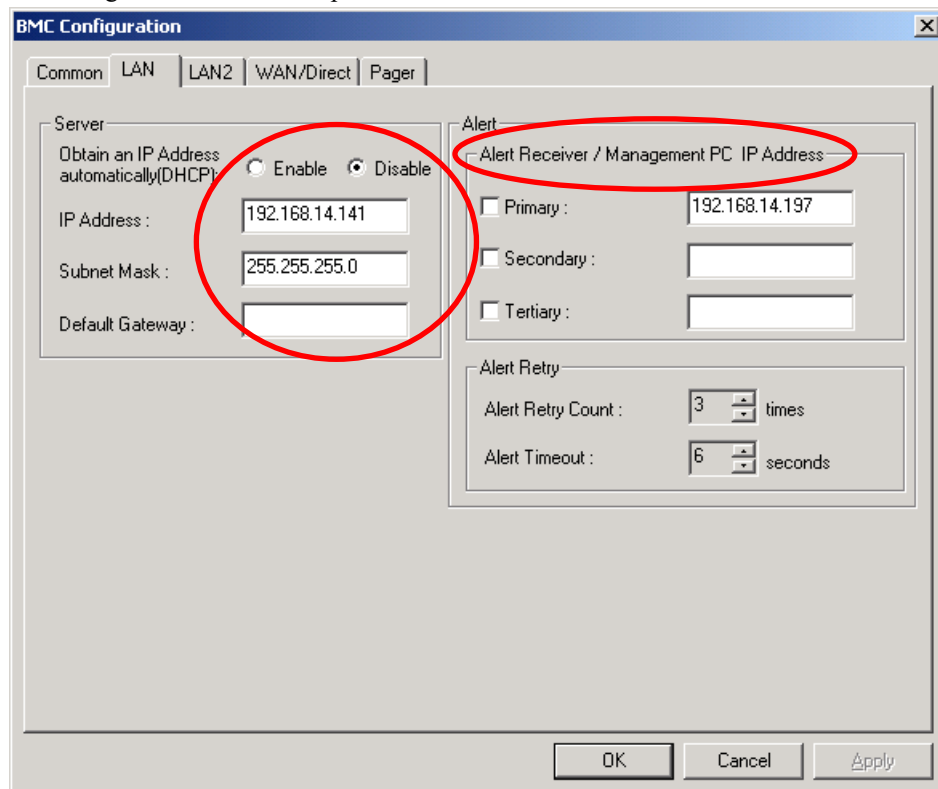 BMC Configuration
Common LAN LAN2 WAN/Direct Pager
Server
Obtain an IP Address
automatically(DHCP): Enable Disable
IP Address : 192.168.14.141
Subnet Mask : 255.255.255.0
Default Gateway :
Alert
Alert Receiver / Management PC IP Address
Primary : 192.168.14.197
Secondary :
Tertiary :
Alert Retry
Alert Retry Count : 3 times
Alert Timeout : 6 seconds
OK Cancel Apply